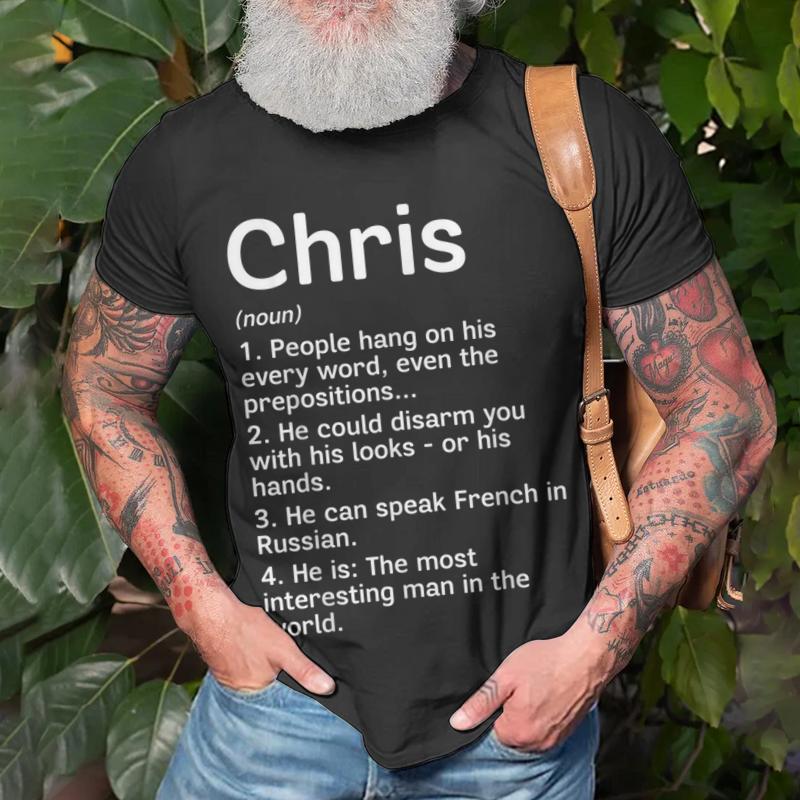 Chris
(noun)
1. People hang on his
every word, even the
prepositions...
2. He could disarm you
with his looks - or his
hands.
3. He can speak French in
Russian.
4. He is: The most
interesting man in the
world.
Estuardo